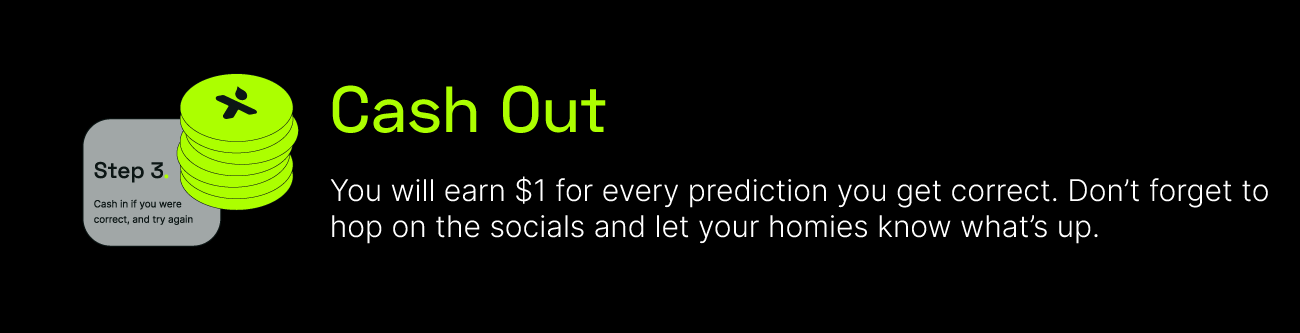 Cash Out
Step 3.
Cash in if you were
correct, and try again
You will earn $1 for every prediction you get correct. Don’t forget to
hop on the socials and let your homies know what’s up.